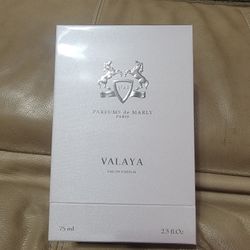 PARFUMS de MARLY
PARIS
VALAYA
EAU DE PARFUM
75 ml 2.5 fl.Oz